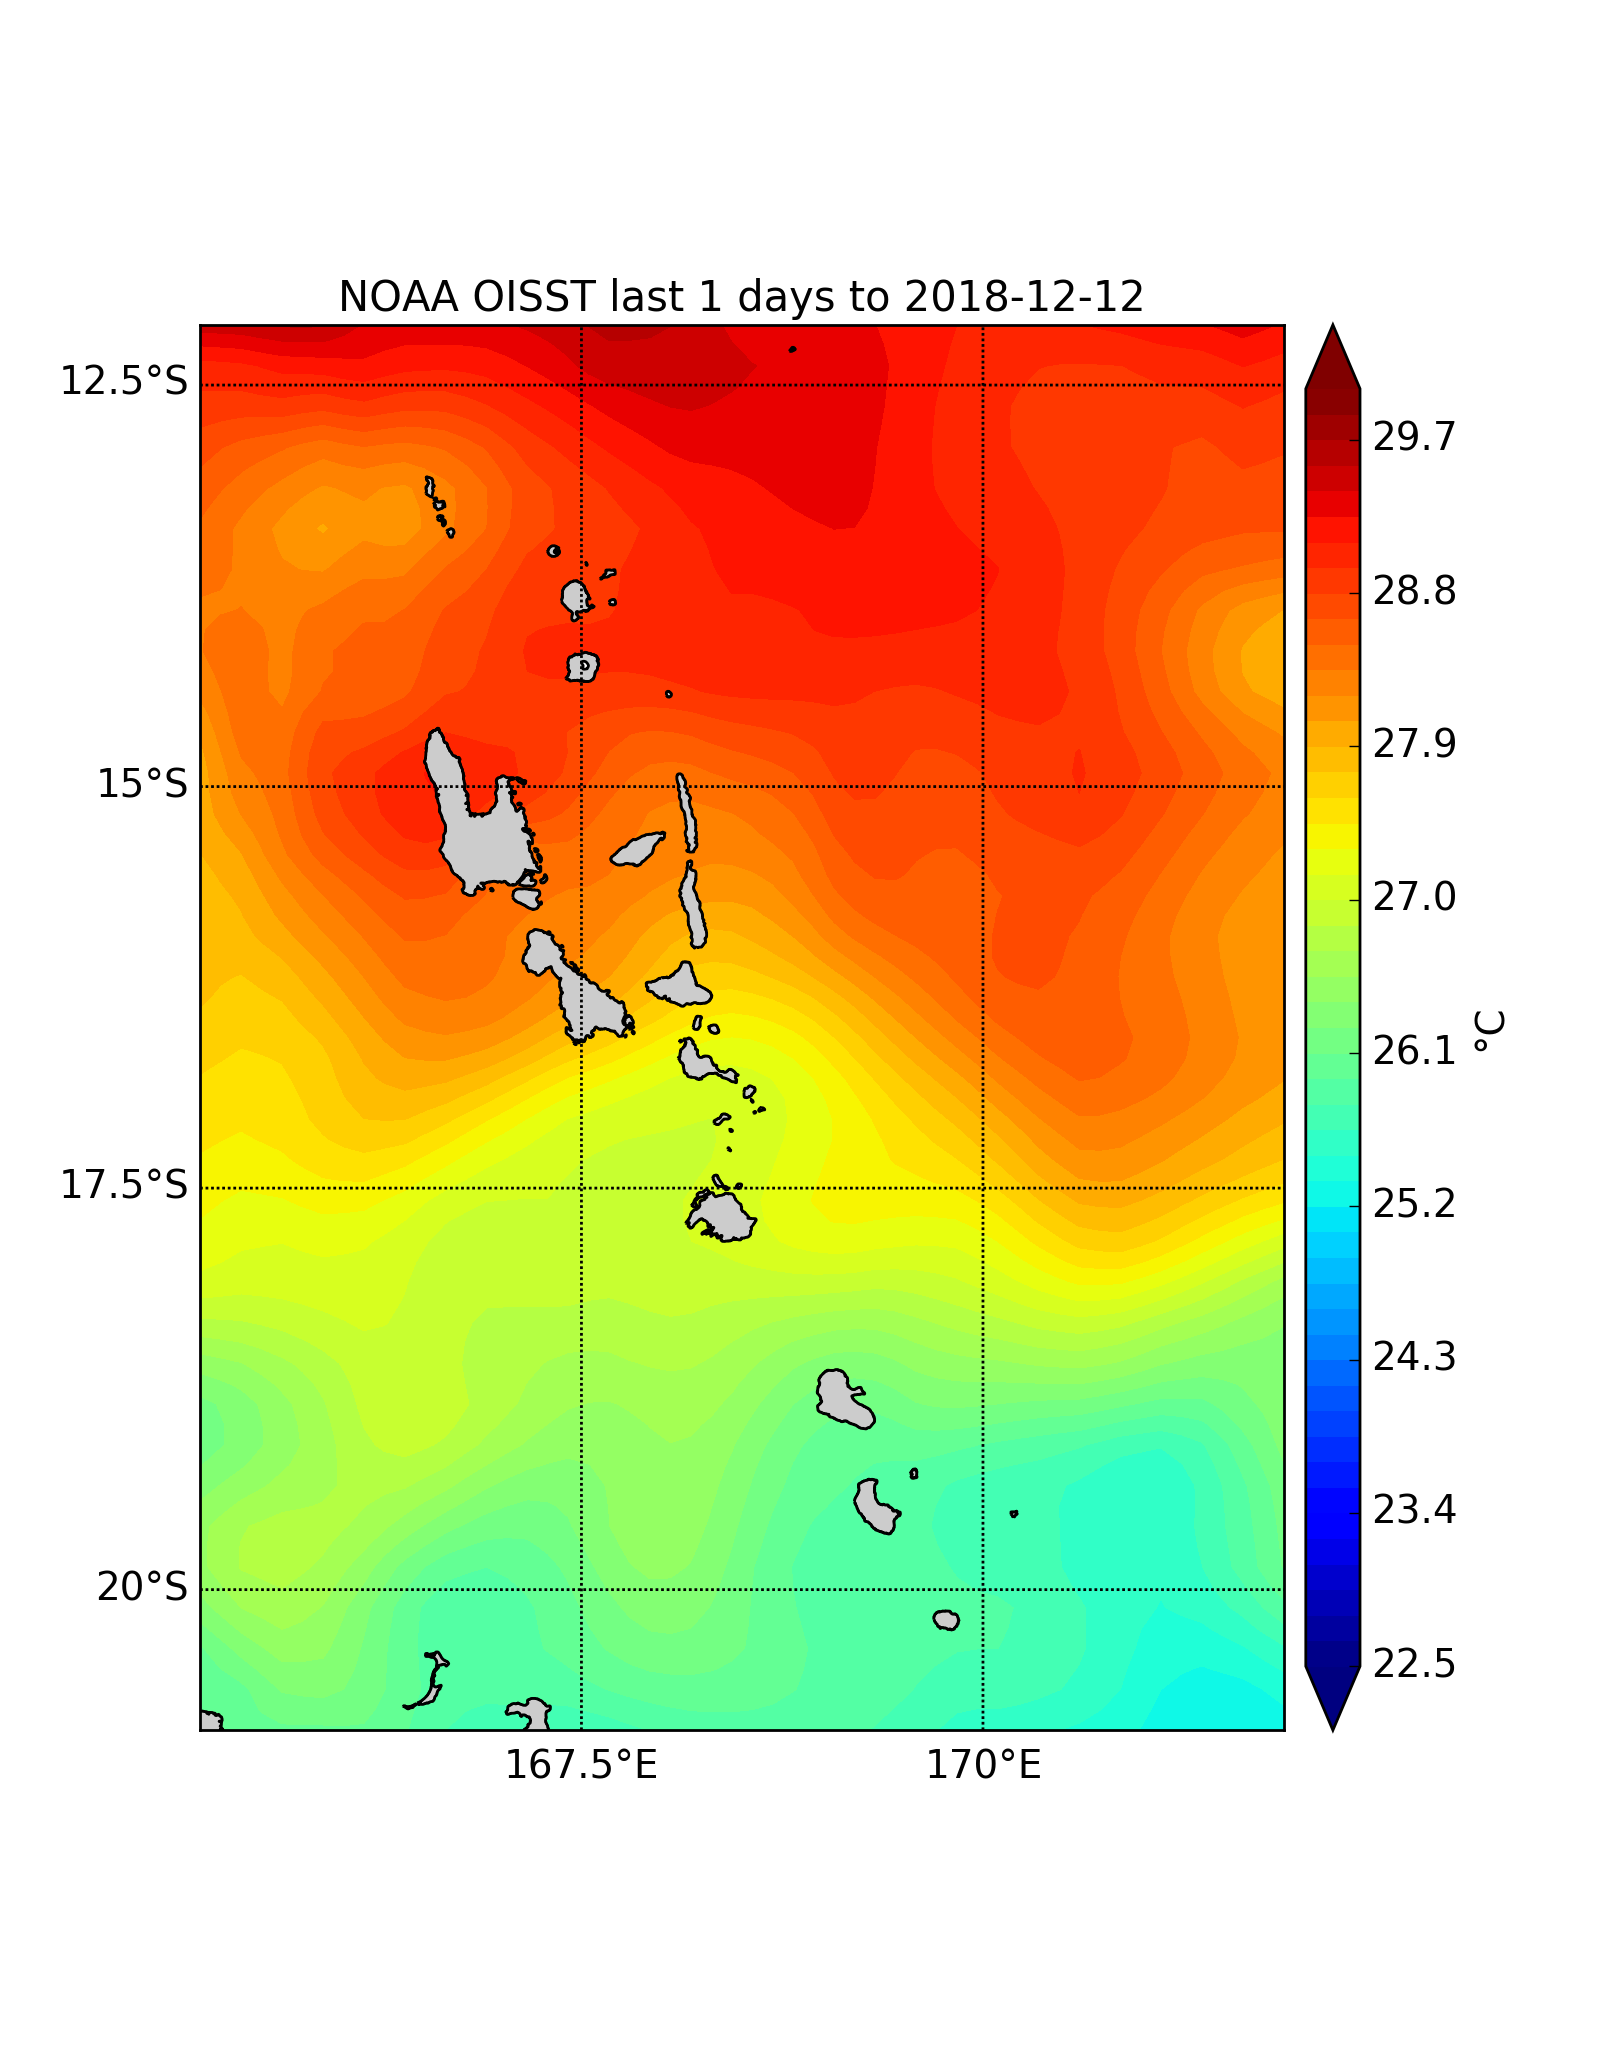 NOAA OISST last 1 days to 2018-12-12
12.5°S
15°S
17.5°S
20°S
167.5°E
170°E
29.7
28.8
27.9
27.0
26.1
25.2
24.3
23.4
22.5
°C